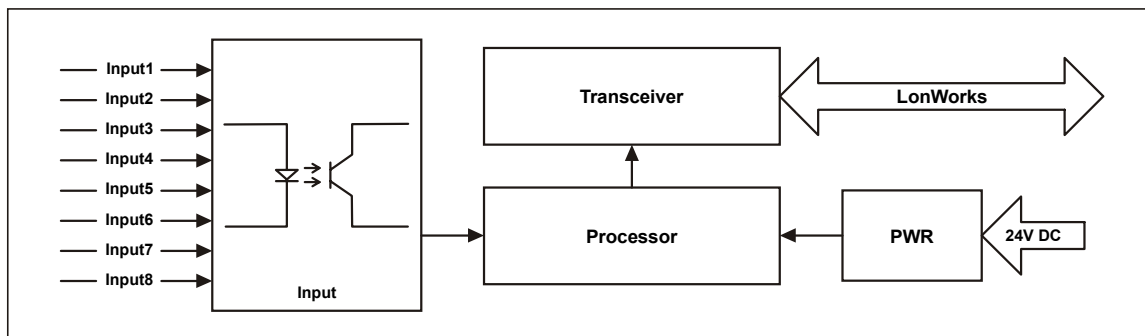 Input1
Input2
Input3
Input4
Input5
Input6
Input7
Input8
Input
Transceiver
LonWorks
Processor
PWR
24V DC